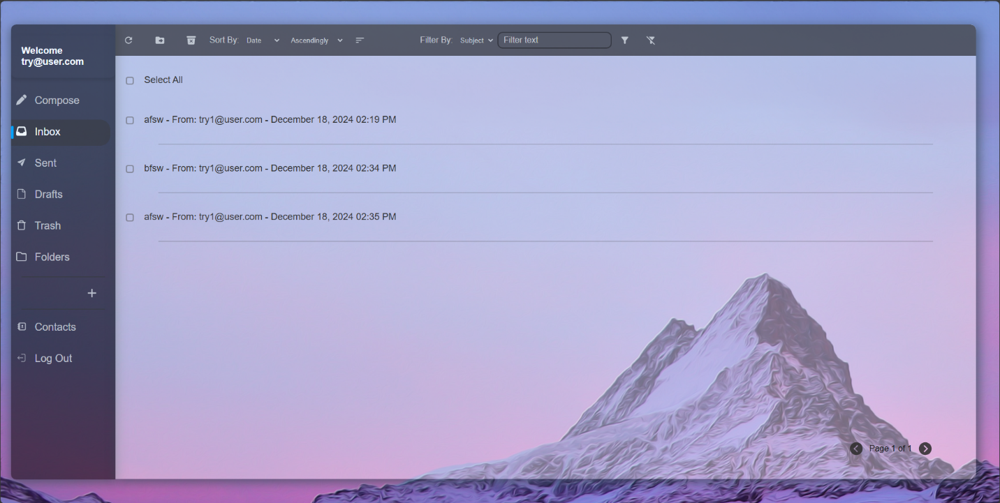 Welcome
try@user.com
Compose
Inbox
Sent
Drafts
Trash
Folders
+
Contacts
Log Out
Sort By: Date Ascendingly Filter By: Subject Filter text
Select All
afsw - From: try1@user.com - December 18, 2024 02:19 PM
bfsw - From: try1@user.com - December 18, 2024 02:34 PM
afsw - From: try1@user.com - December 18, 2024 02:35 PM
Page 1 of 1